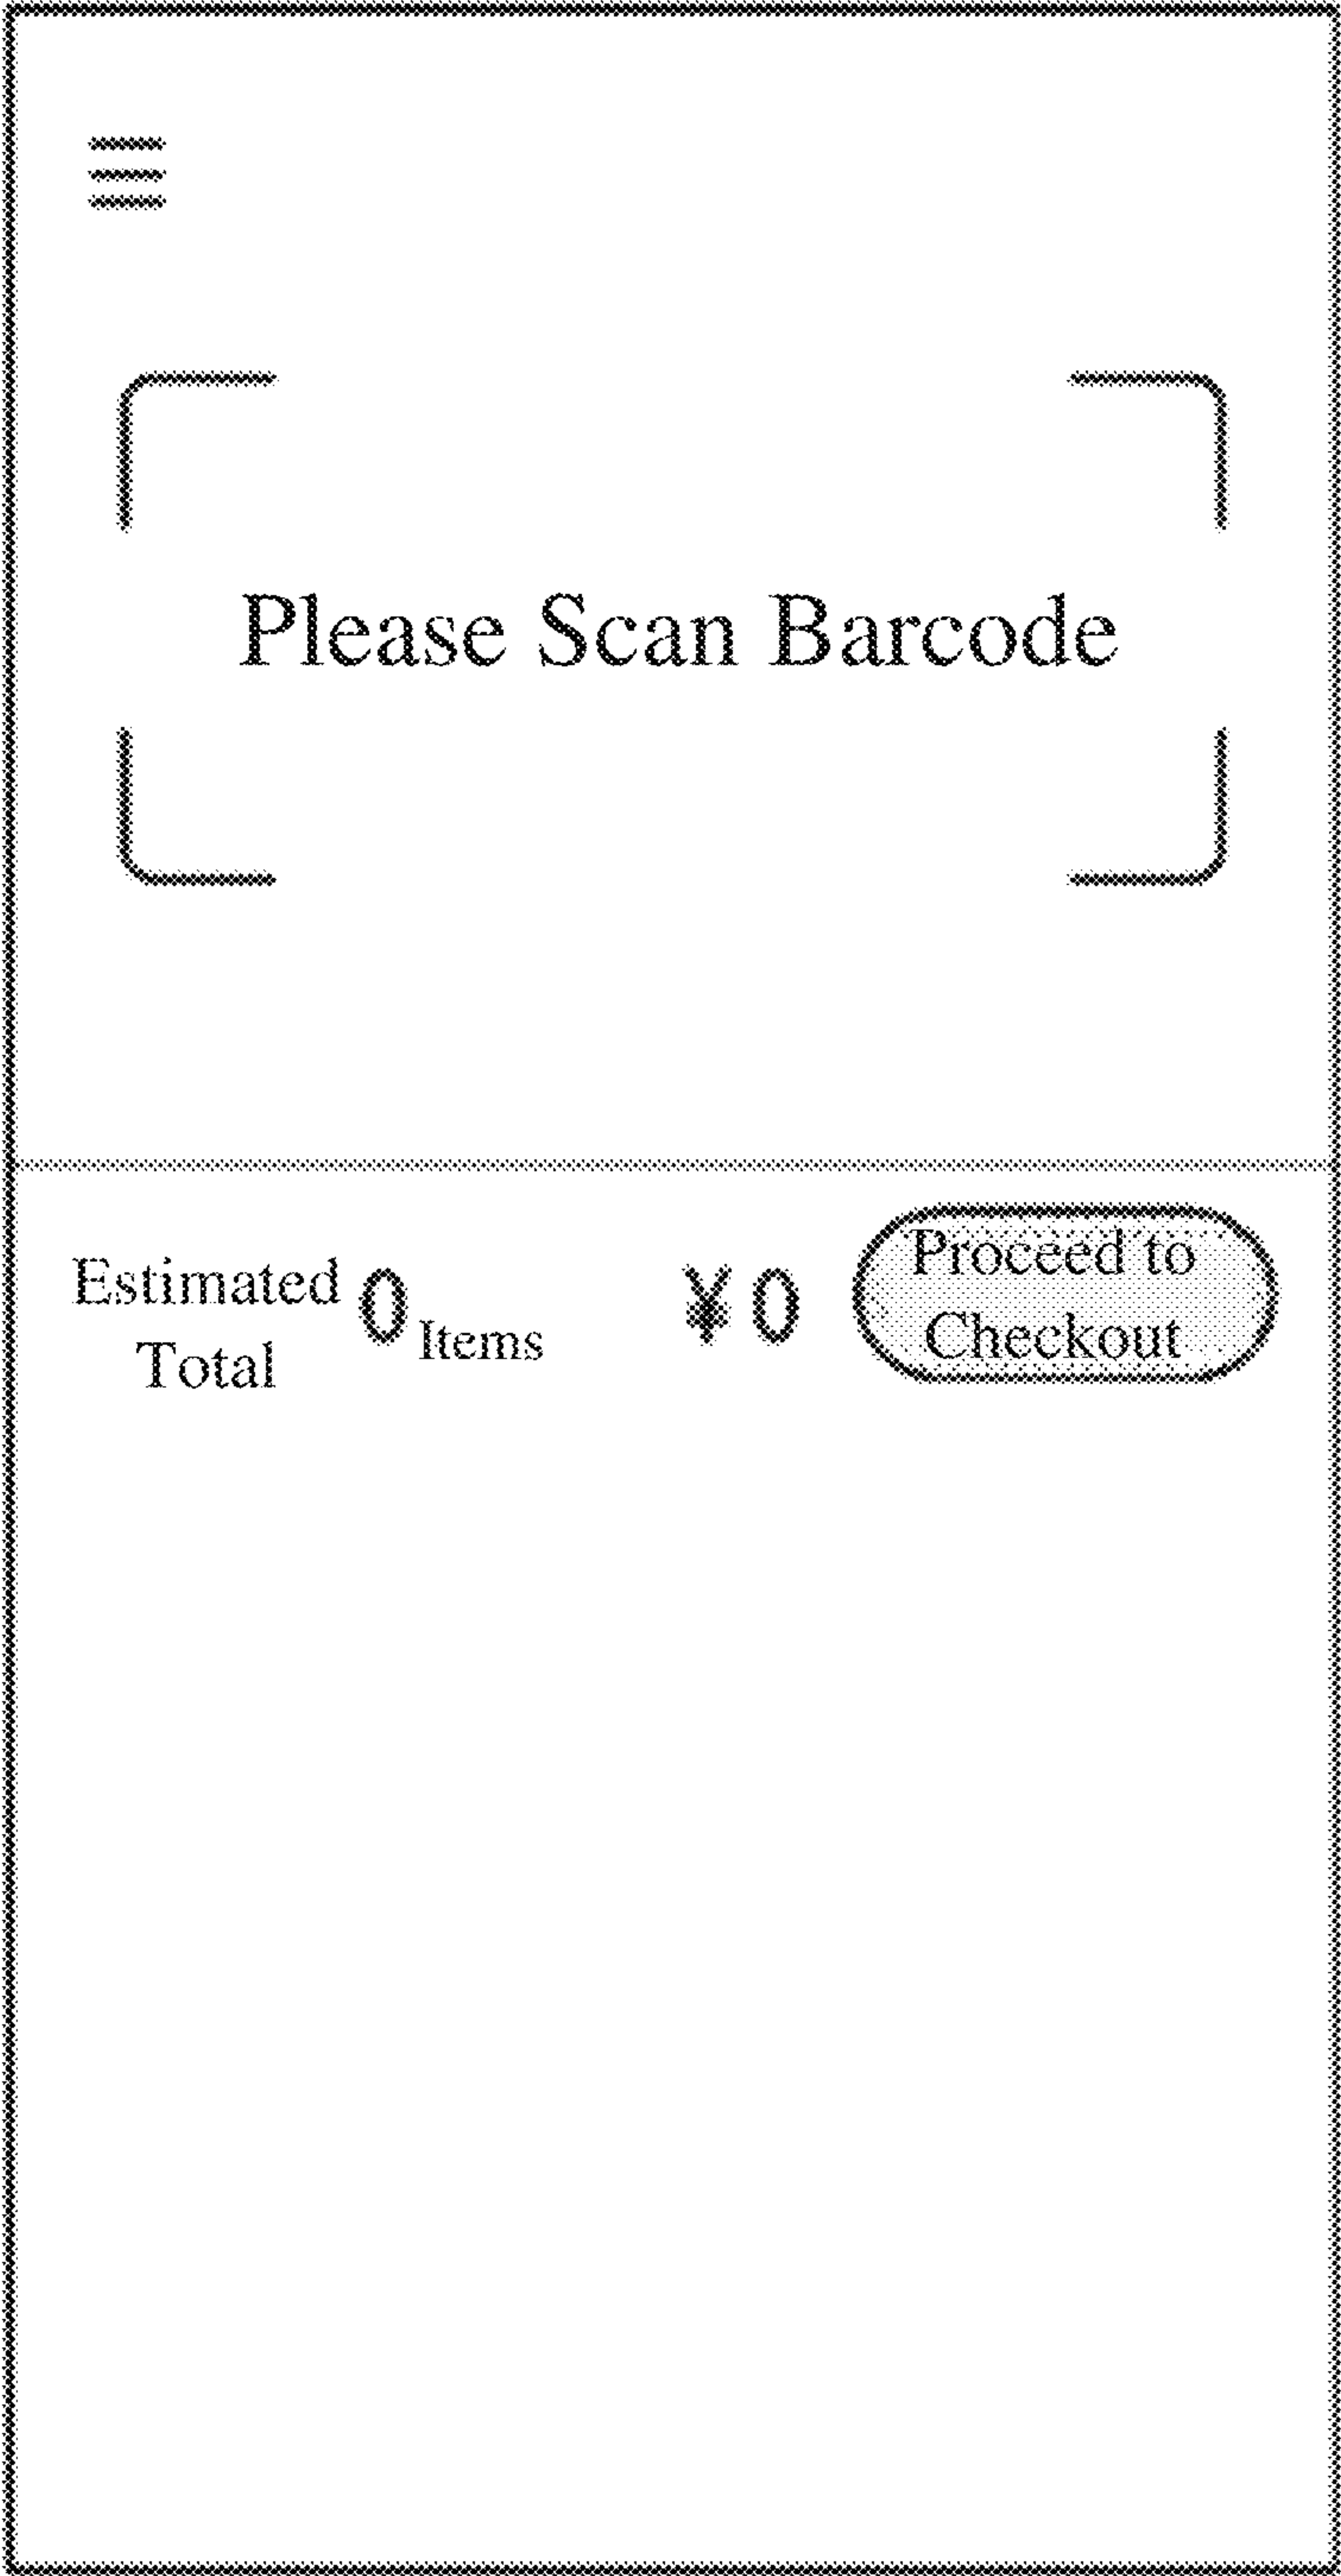 Please Scan Barcode
Estimated
Total
0 Items
¥0
Proceed to
Checkout